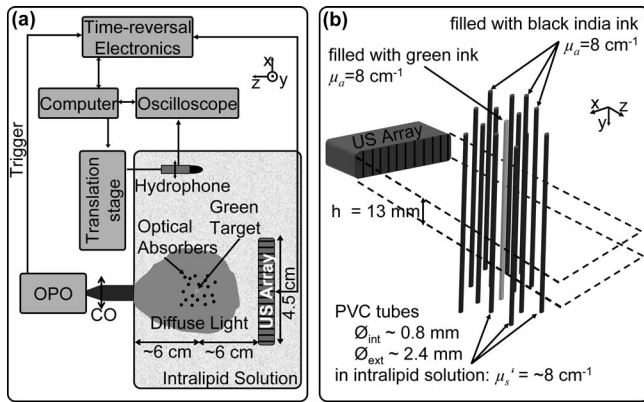 (a)
Time-reversal
Electronics
x
z
y
Computer
Oscilloscope
Trigger
Translation
stage
Hydrophone
Optical
Absorbers
Green
Target
US Array
4.5 cm
OPO
CO
Diffuse Light
~6 cm
~6 cm
Intralipid Solution
(b)
filled with black india ink
μa=8 cm-1
filled with green ink
μa=8 cm-1
x
z
y
US Array
h = 13 mm
PVC tubes
Øint ~ 0.8 mm
Øext ~ 2.4 mm
in intralipid solution: μs‘ = ~8 cm-1